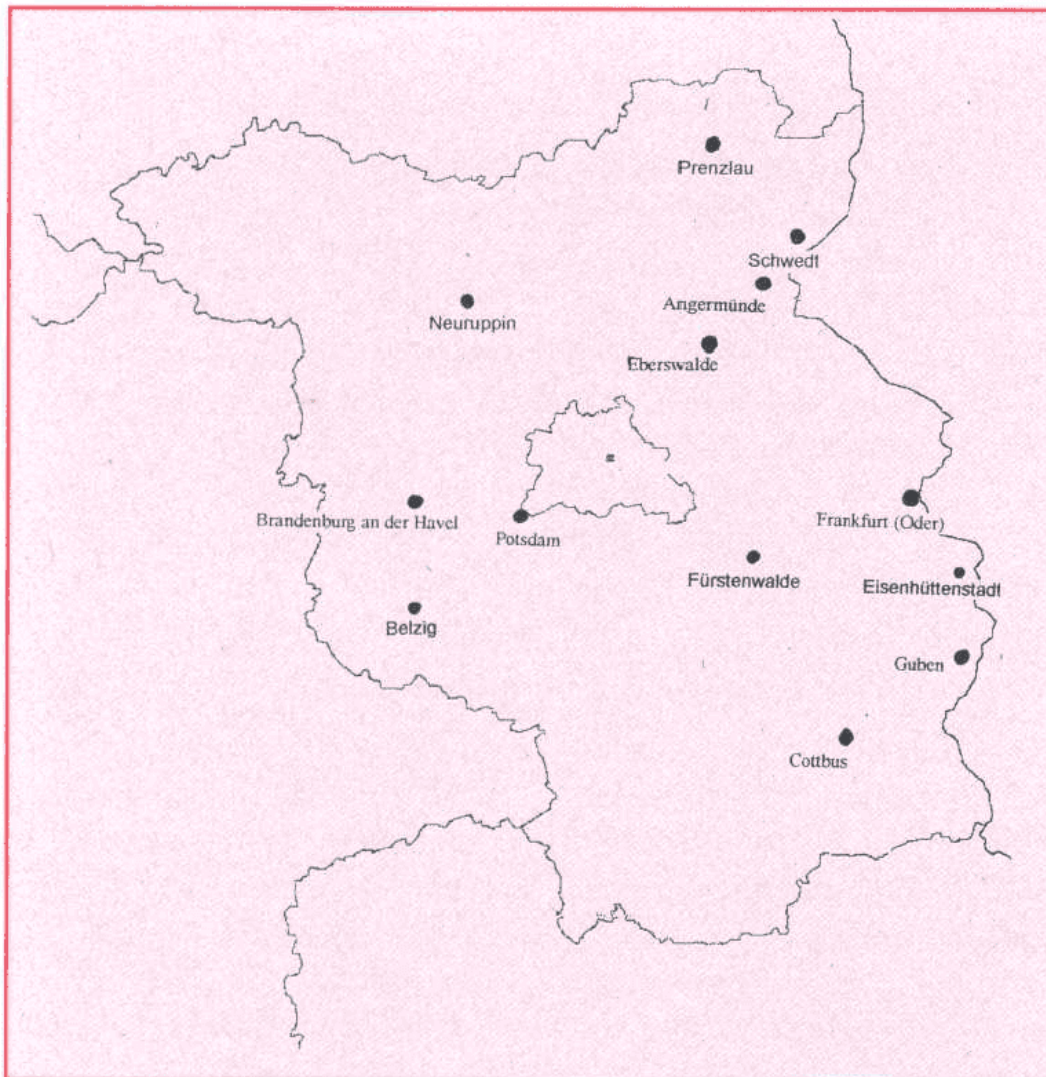 Prenzlau
Schwedt
Angermünde
Neuruppin
Eberswalde
Brandenburg an der Havel
Potsdam
Frankfurt (Oder)
Fürstenwalde
Eisenhüttenstadt
Belzig
Guben
Cottbus